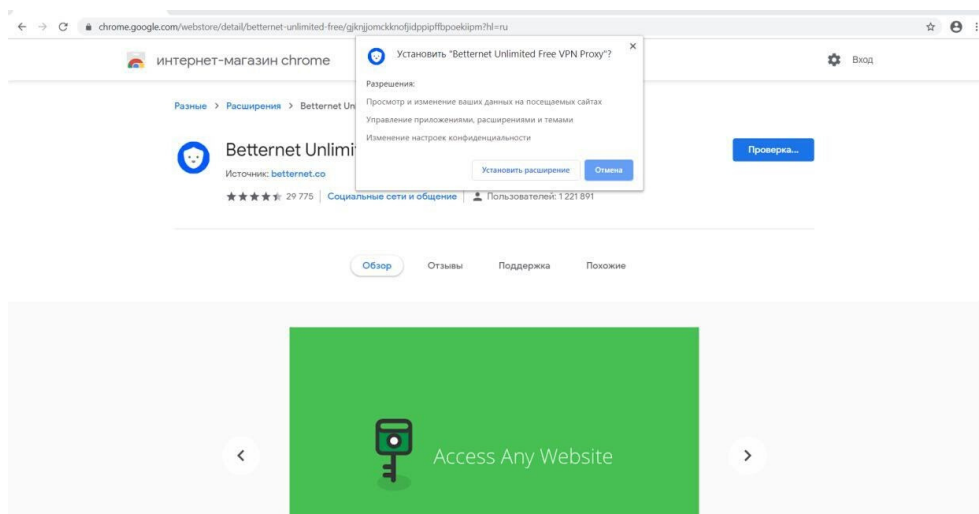 chrome.google.com/webstore/detail/betternet-unlimited-free/gjknjjomckknofjidppipffbpoekiipm?hl=ru
интернет-магазин chrome
Вход
Установить "Betternet Unlimited Free VPN Proxy"?
Разрешения:
Просмотр и изменение ваших данных на посещаемых сайтах
Управление приложениями, расширениями и темами
Изменение настроек конфиденциальности
Установить расширение Отмена
Разные > Расширения > Betternet Un
Betternet Unlimi
Проверка...
Источник: betternet.co
29 775 Социальные сети и общение Пользователей: 1 221 891
Обзор Отзывы Поддержка Похожие
Access Any Website